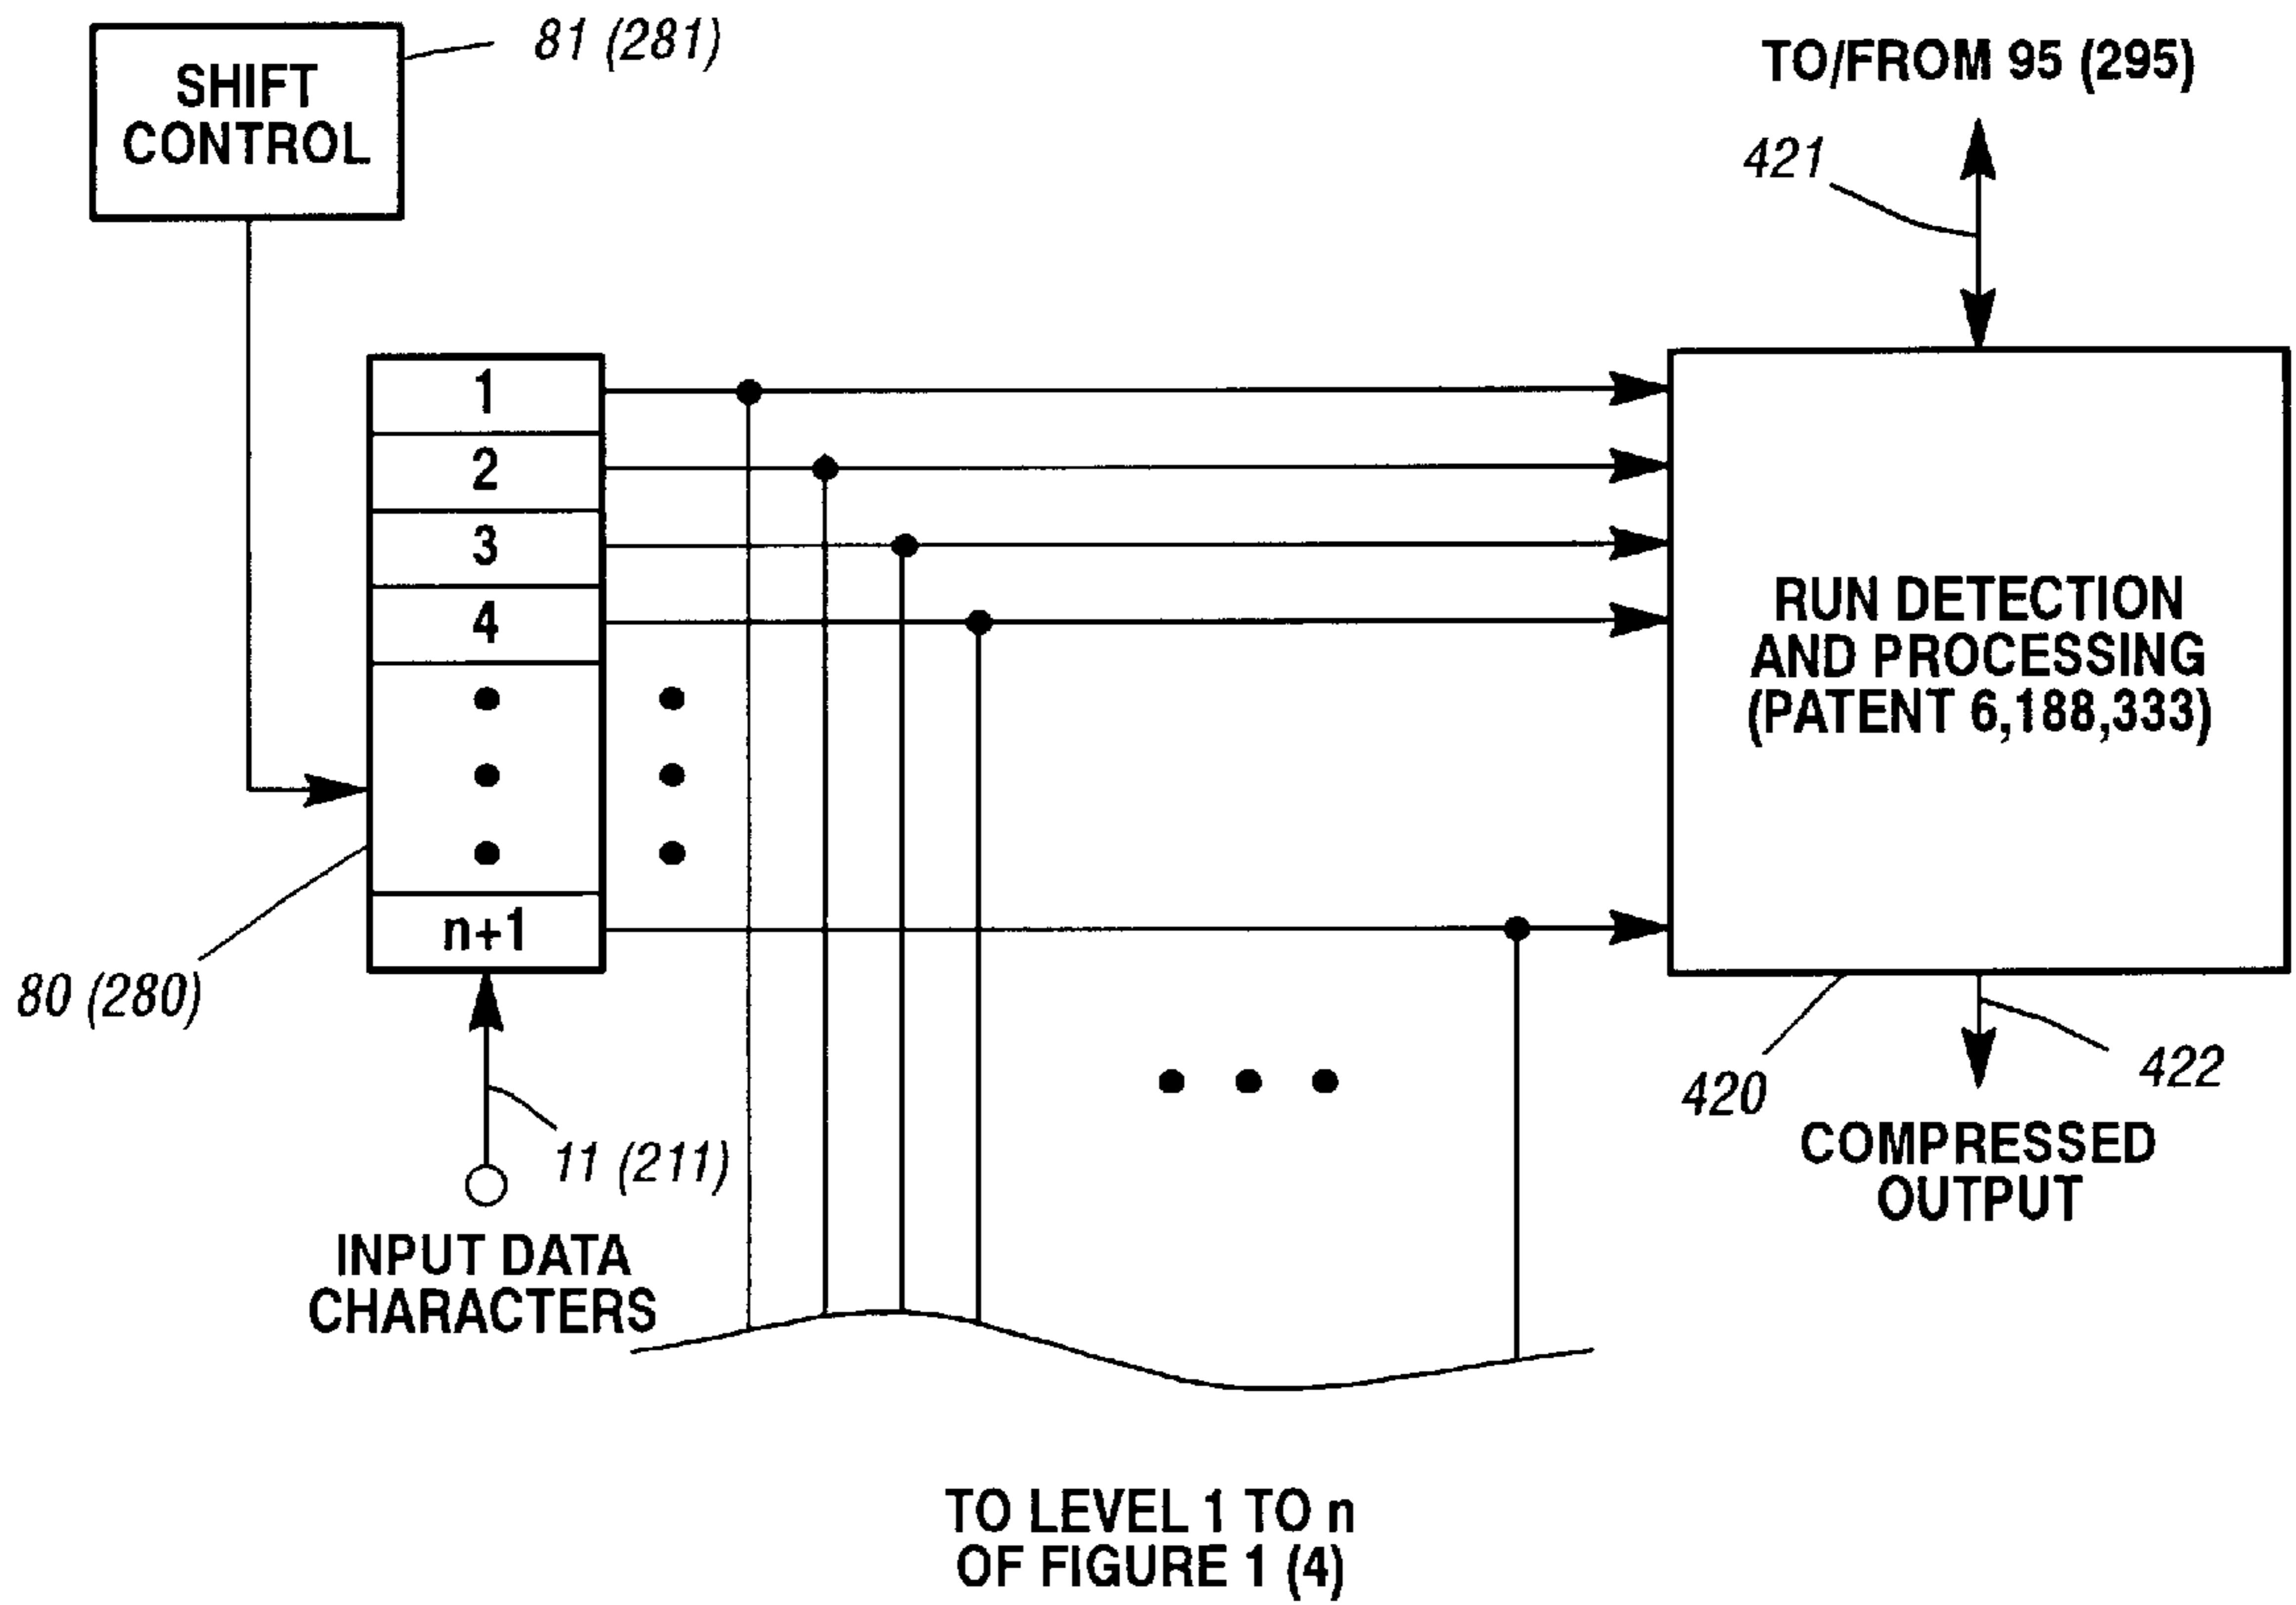 SHIFT
CONTROL
81 (281)
TO/FROM 95 (295)
421
1
2
3
4
n+1
RUN DETECTION
AND PROCESSING
(PATENT 6,188,333)
80 (280)
11 (211)
420
422
COMPRESSED
OUTPUT
INPUT DATA
CHARACTERS
TO LEVEL 1 TO n
OF FIGURE 1 (4)